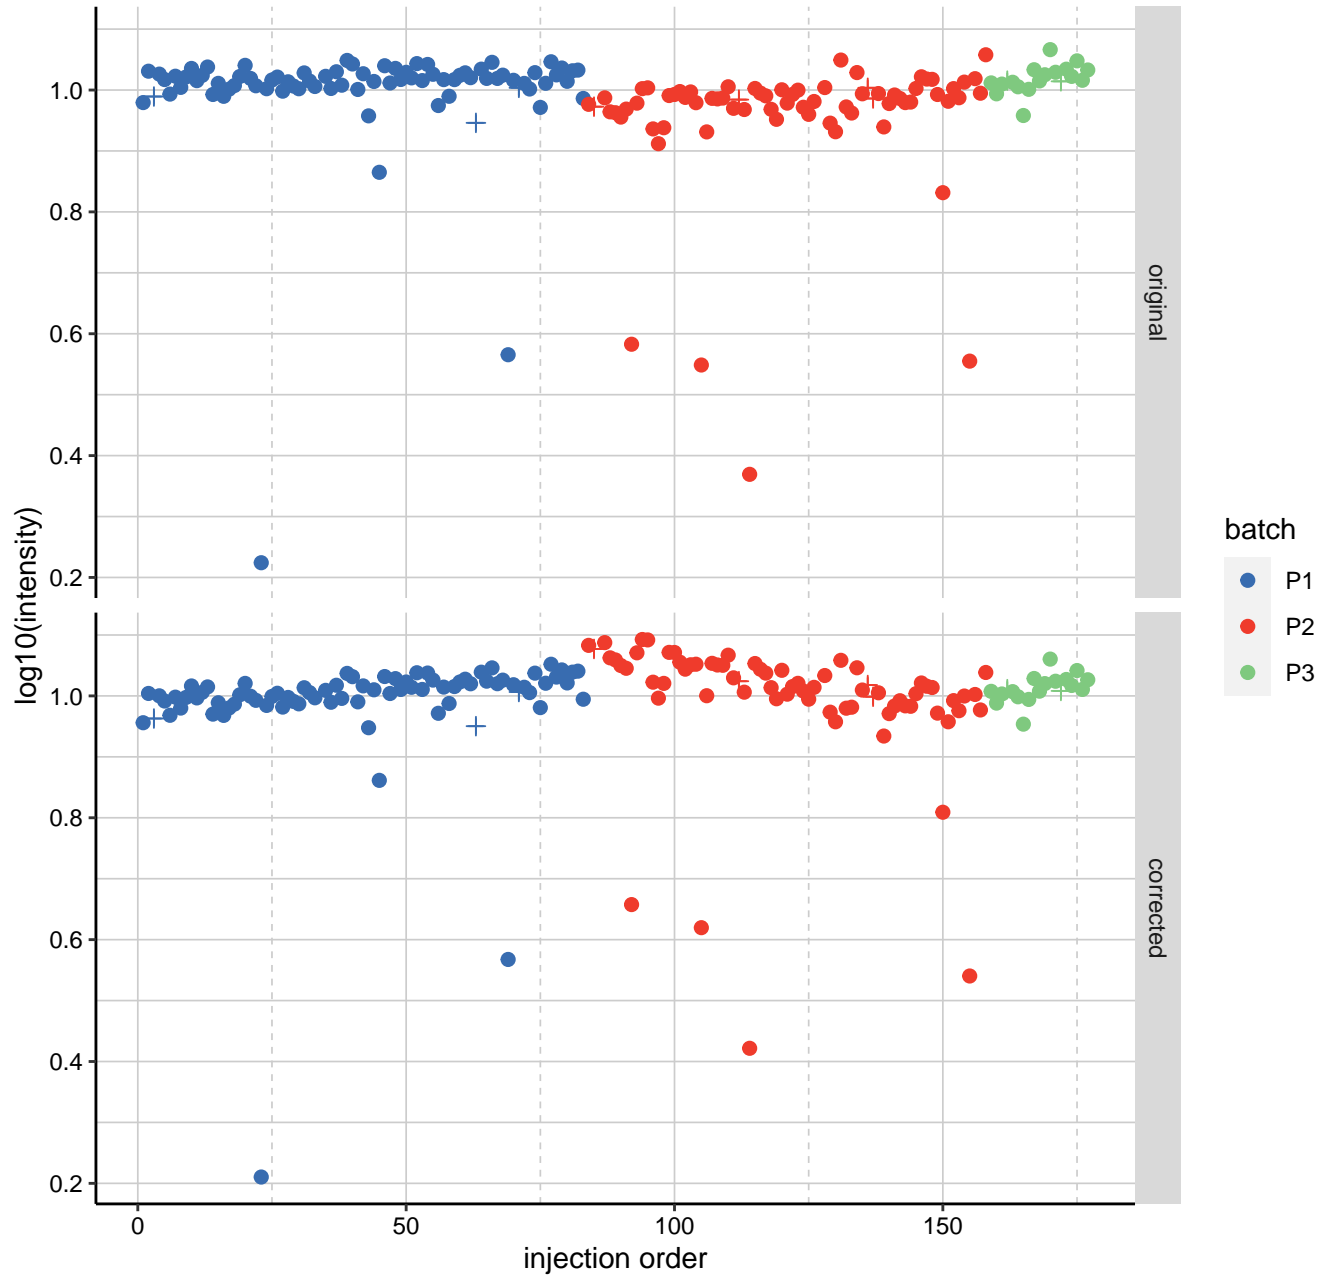 1.0
0.8
0.6
0.4
0.2
original
log10(intensity)
1.0
0.8
0.6
0.4
0.2
corrected
0 50 100 150
injection order
batch
P1
P2
P3